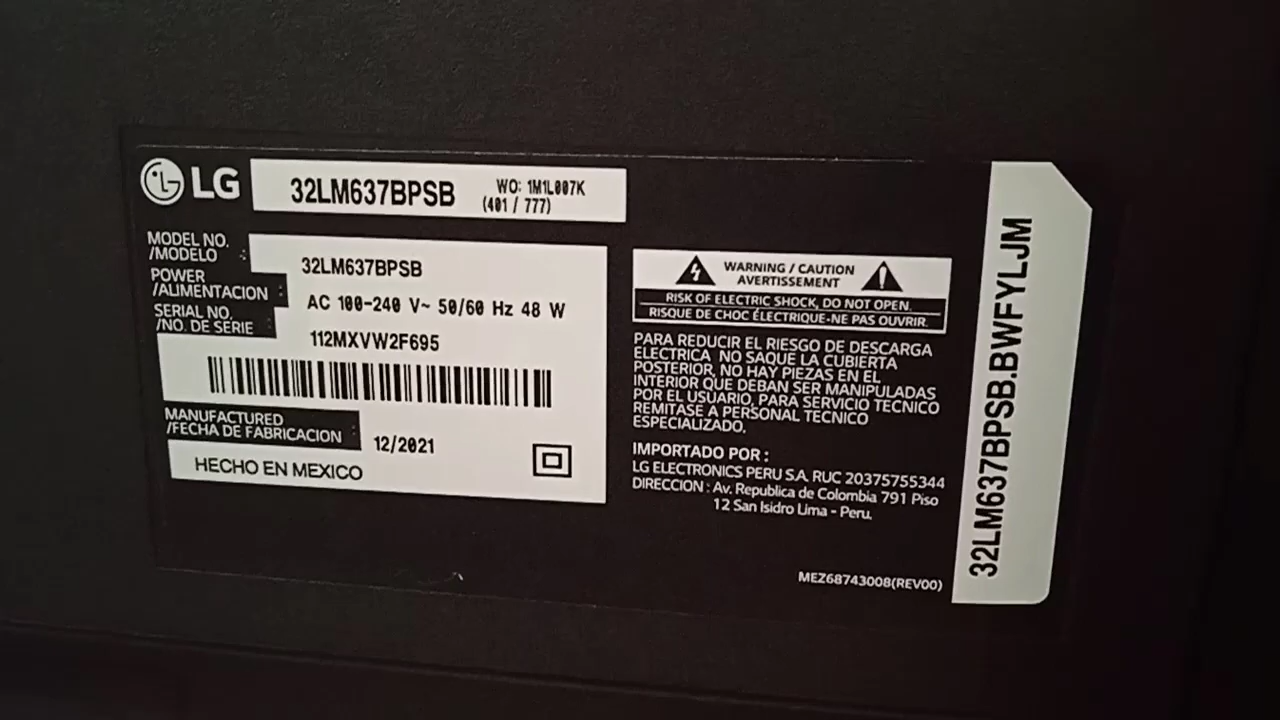 LG
32LM637BPSB
WO: 1M1L007K
(401 / 777)
MODEL NO.
/MODELO :
32LM637BPSB
POWER
/ALIMENTACION :
AC 100-240 V~ 50/60 Hz 48 W
SERIAL NO.
/NO. DE SERIE :
112MXVW2F695
MANUFACTURED
/FECHA DE FABRICACION :
12/2021
HECHO EN MEXICO
WARNING / CAUTION
AVERTISSEMENT
RISK OF ELECTRIC SHOCK, DO NOT OPEN.
RISQUE DE CHOC ÉLECTRIQUE-NE PAS OUVRIR.
PARA REDUCIR EL RIESGO DE DESCARGA
ELECTRICA NO SAQUE LA CUBIERTA
POSTERIOR, NO HAY PIEZAS EN EL
INTERIOR QUE DEBAN SER MANIPULADAS
POR EL USUARIO, PARA SERVICIO TECNICO
REMITASE A PERSONAL TECNICO
ESPECIALIZADO.
IMPORTADO POR :
LG ELECTRONICS PERU S.A. RUC 20375755344
DIRECCION : Av. Republica de Colombia 791 Piso
12 San Isidro Lima - Peru.
MEZ68743008(REV00)
32LM637BPSB.BWFYLJM